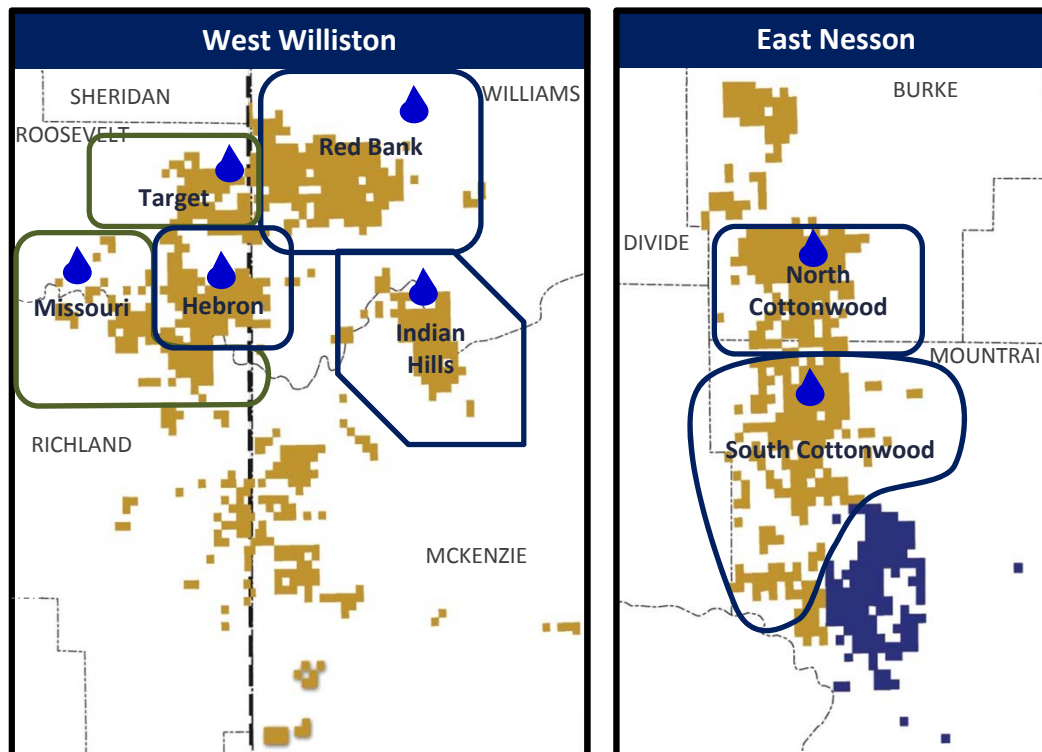 West Williston
SHERIDAN
WILLIAMS
ROOSEVELT
Red Bank
Target
Missouri
Hebron
Indian
Hills
RICHLAND
MCKENZIE
East Nesson
BURKE
DIVIDE
North
Cottonwood
MOUNTRAI
South Cottonwood